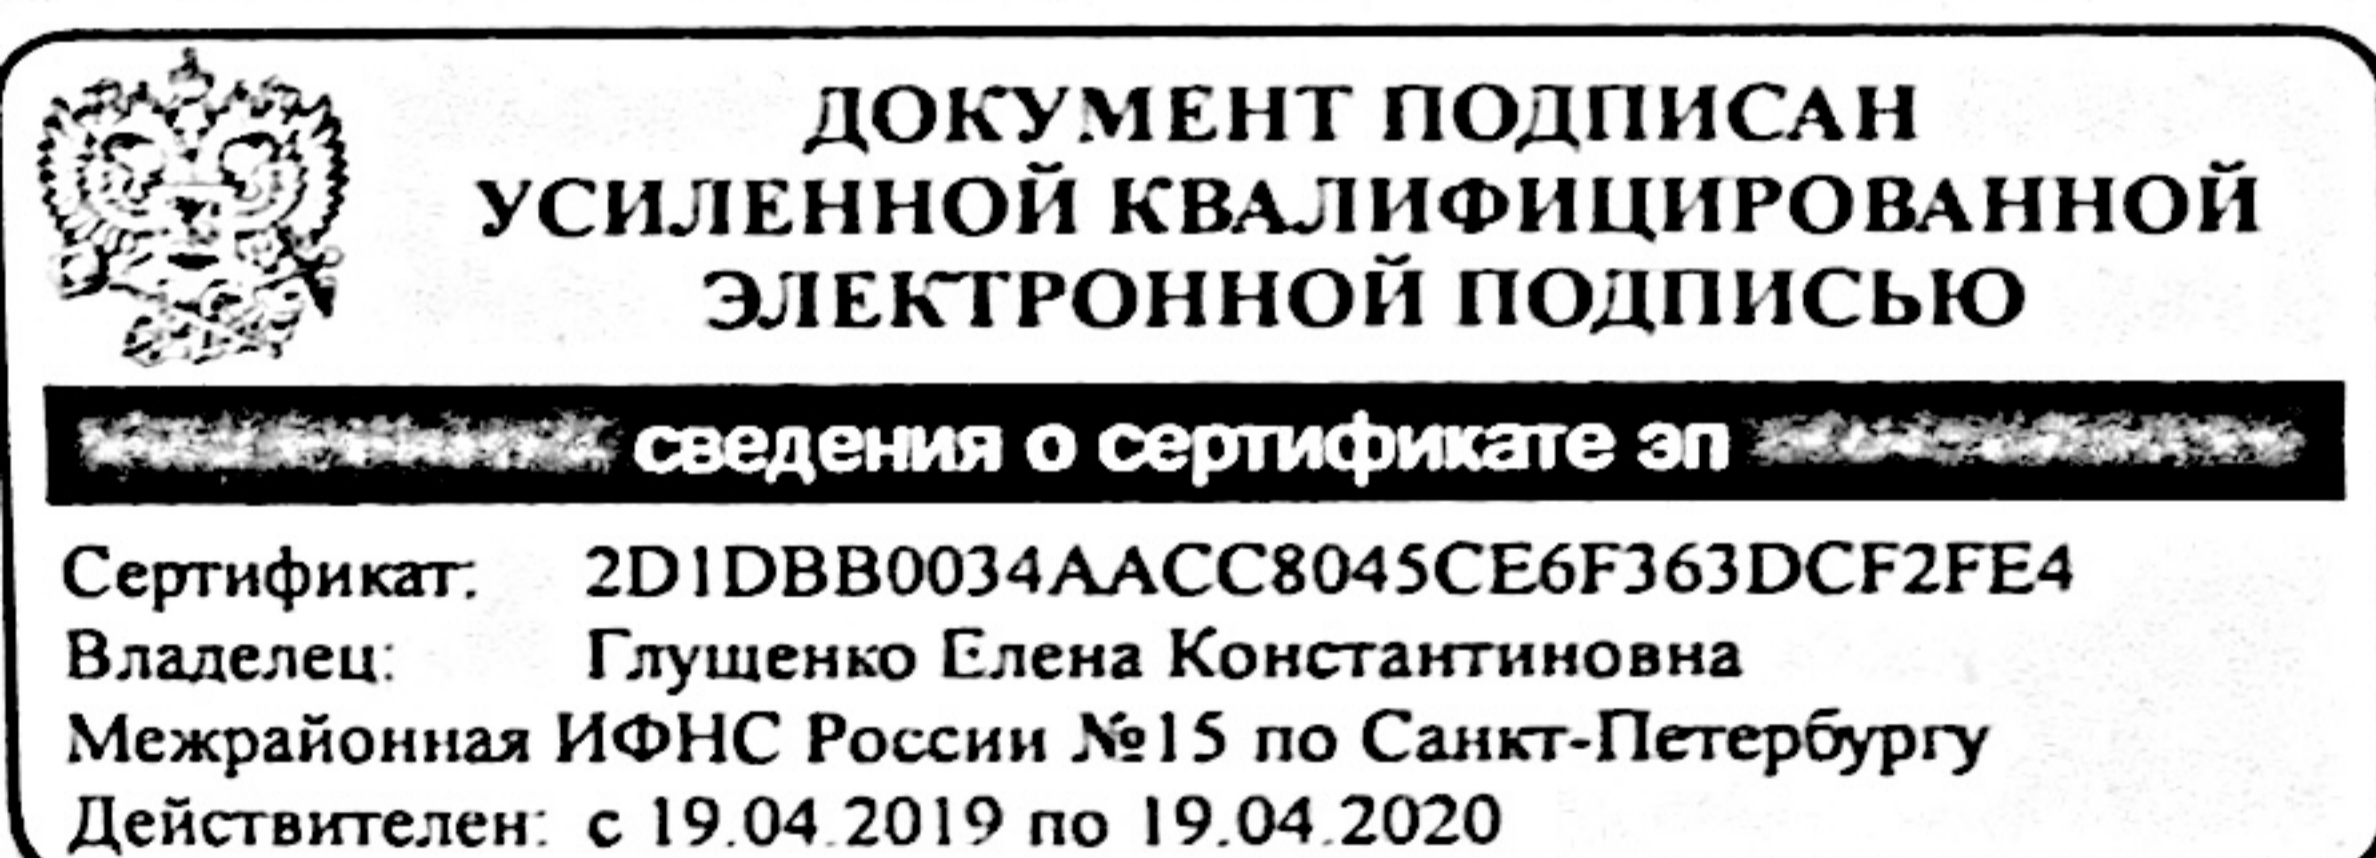 ДОКУМЕНТ ПОДПИСАН
УСИЛЕННОЙ КВАЛИФИЦИРОВАННОЙ
ЭЛЕКТРОННОЙ ПОДПИСЬЮ
сведения о сертификате эп
Сертификат: 2D1DBB0034AACC8045CE6F363DCF2FE4
Владелец: Глущенко Елена Константиновна
Межрайонная ИФНС России №15 по Санкт-Петербургу
Действителен: с 19.04.2019 по 19.04.2020